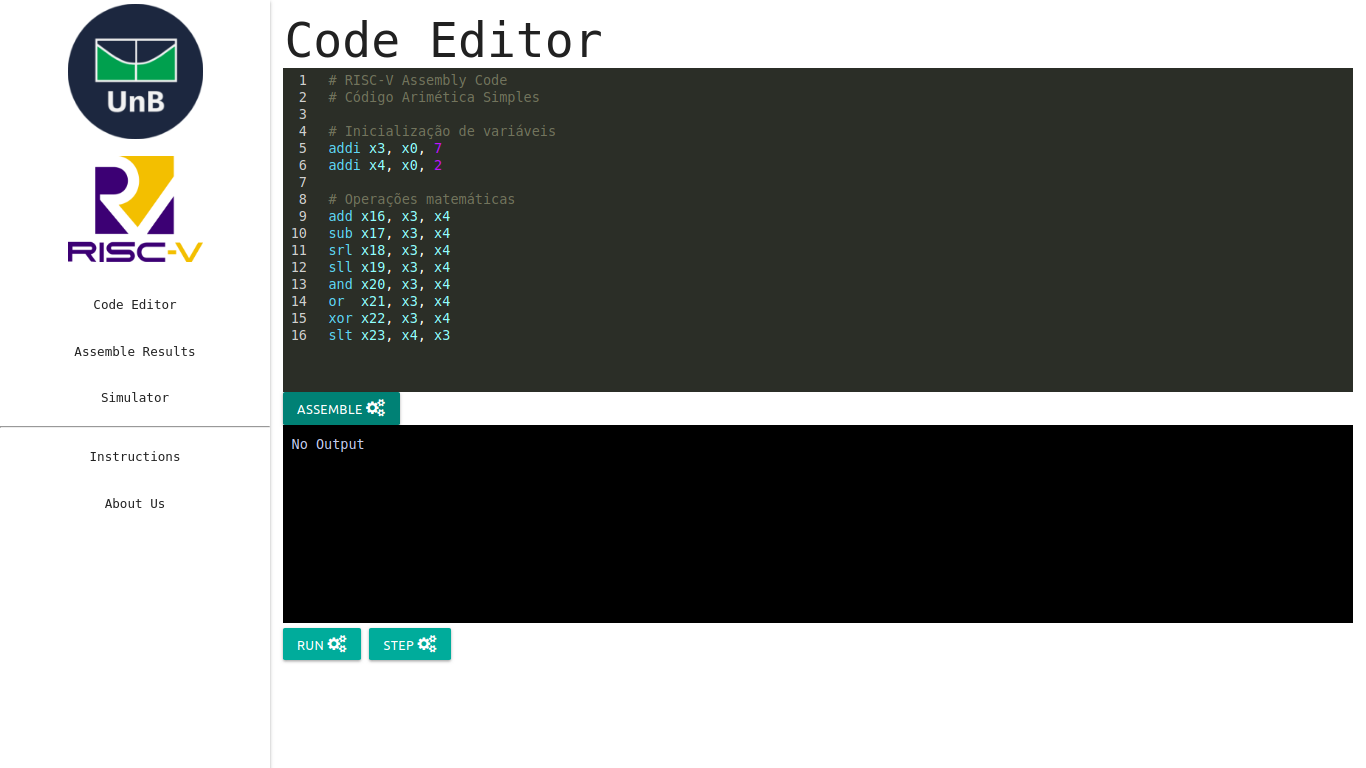 UnB
RISC-V
Code Editor
Assemble Results
Simulator
Instructions
About Us
Code Editor
1 # RISC-V Assembly Code
2 # Código Arimética Simples
3
4 # Inicialização de variáveis
5 addi x3, x0, 7
6 addi x4, x0, 2
7
8 # Operações matemáticas
9 add x16, x3, x4
10 sub x17, x3, x4
11 srl x18, x3, x4
12 sll x19, x3, x4
13 and x20, x3, x4
14 or  x21, x3, x4
15 xor x22, x3, x4
16 slt x23, x4, x3
ASSEMBLE
No Output
RUN STEP